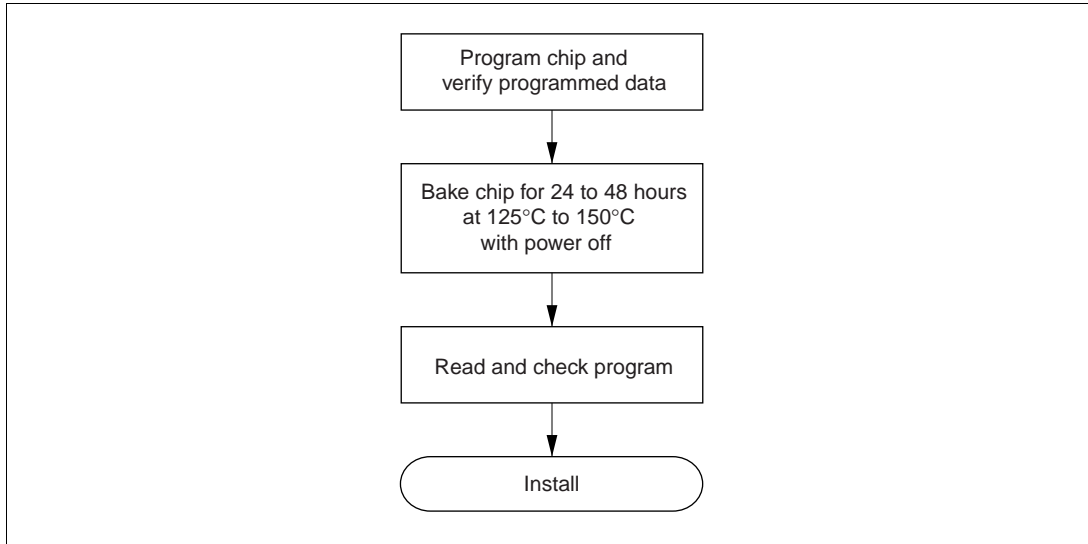 Program chip and
verify programmed data
Bake chip for 24 to 48 hours
at 125°C to 150°C
with power off
Read and check program
Install